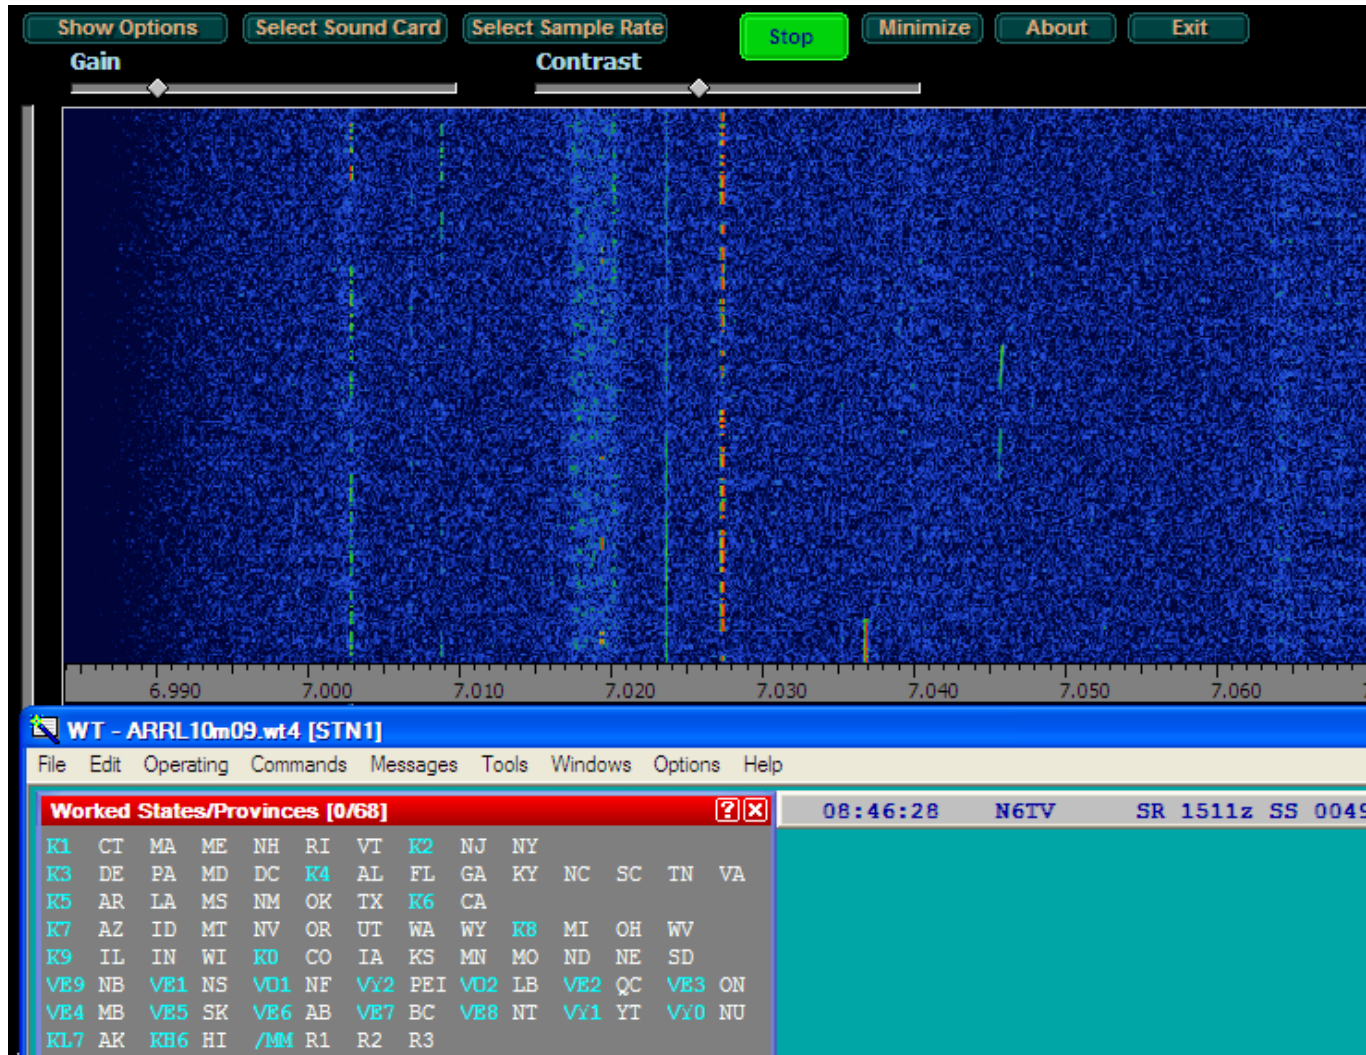 Show Options Select Sound Card Select Sample Rate Stop Minimize About Exit
Gain Contrast
6.990 7.000 7.010 7.020 7.030 7.040 7.050 7.060
WT - ARRL10m09.wt4 [STN1]
File Edit Operating Commands Messages Tools Windows Options Help
Worked States/Provinces [0/68] ? X 08:46:28 N6TV SR 1511z SS 0049
K1 CT MA ME NH RI VT K2 NJ NY
K3 DE PA MD DC K4 AL FL GA KY NC SC TN VA
K5 AR LA MS NM OK TX K6 CA
K7 AZ ID MT NV OR UT WA WY K8 MI OH WV
K9 IL IN WI K0 CO IA KS MN MO ND NE SD
VE9 NB VE1 NS VO1 NF VY2 PEI VO2 LB VE2 QC VE3 ON
VE4 MB VE5 SK VE6 AB VE7 BC VE8 NT VY1 YT VY0 NU
KL7 AK KH6 HI /MM R1 R2 R3